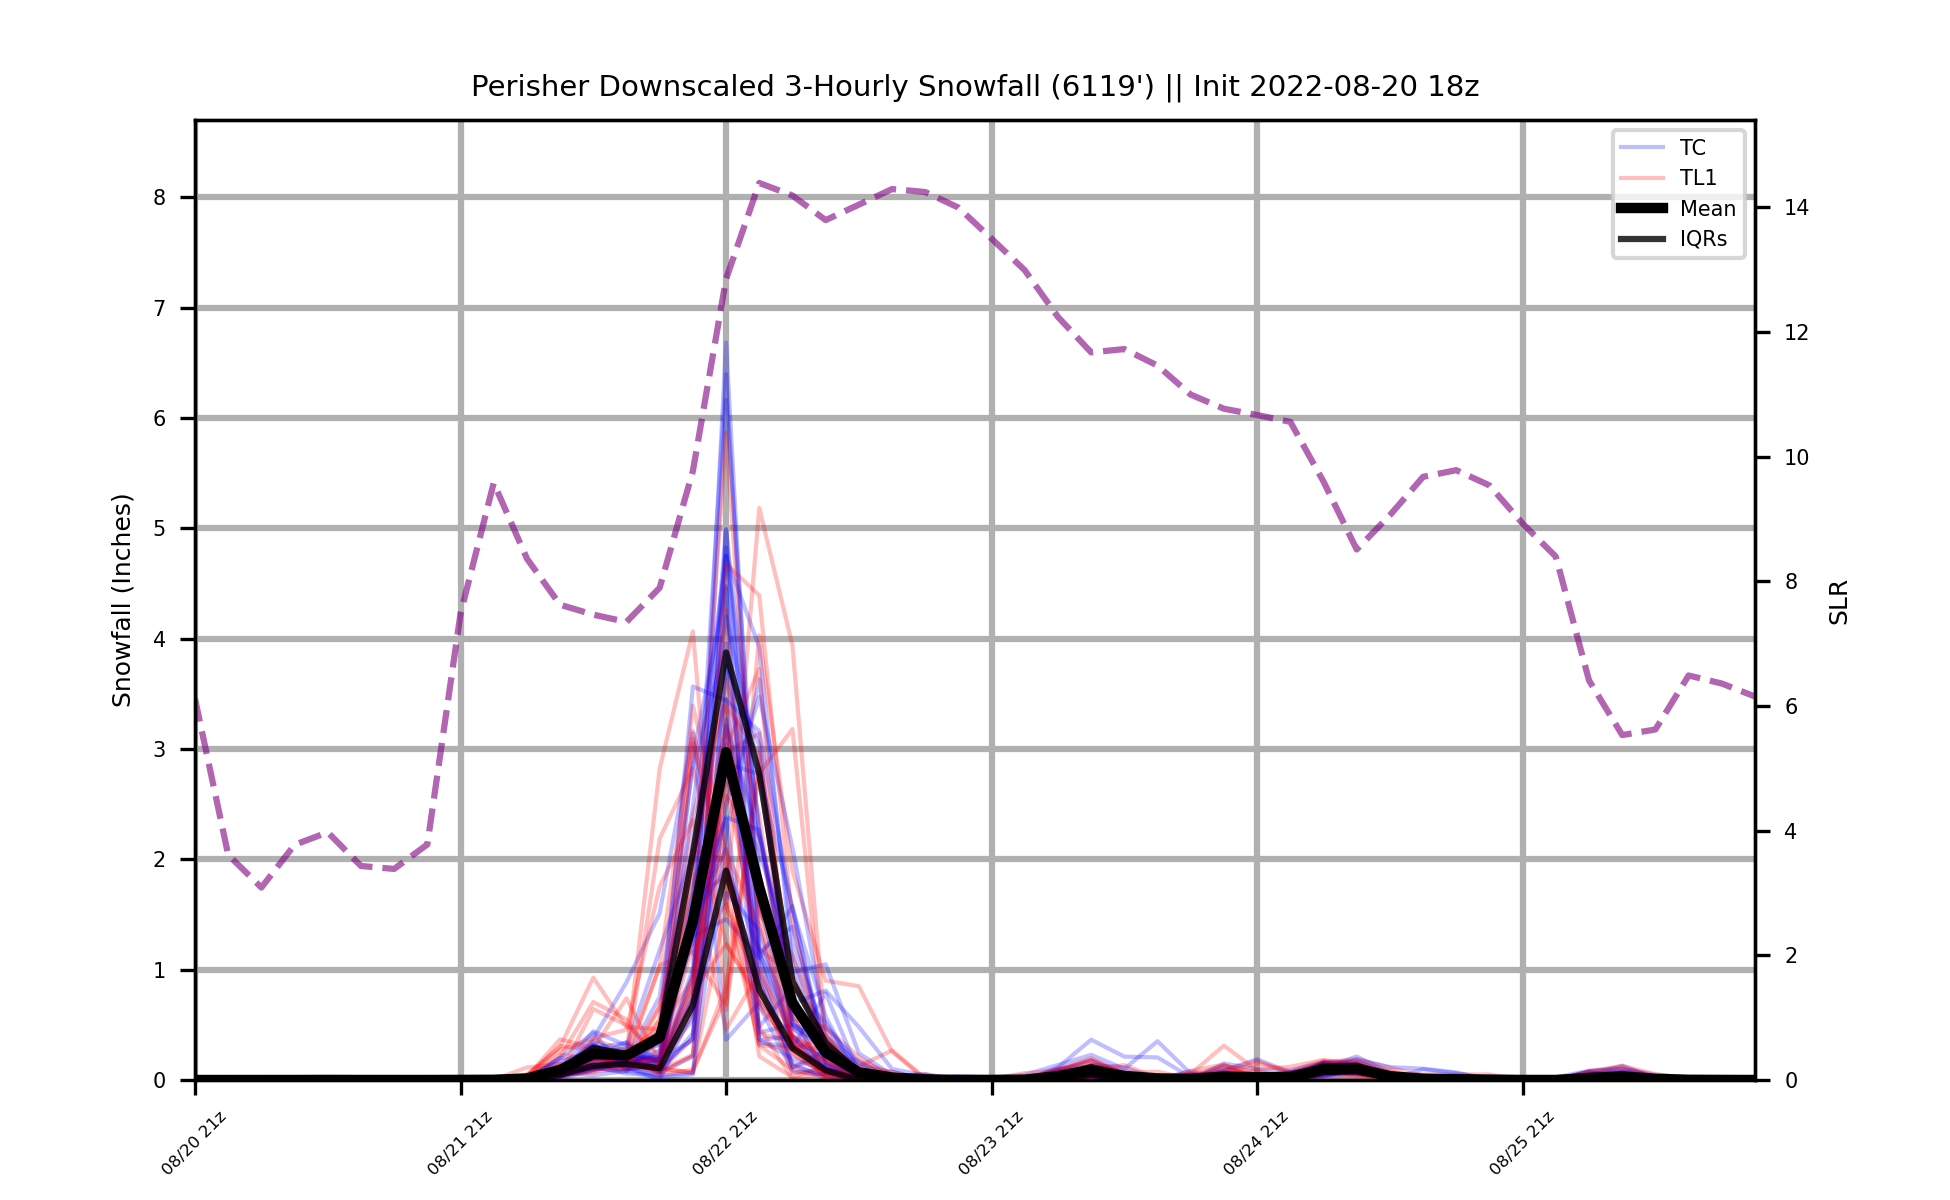 Perisher Downscaled 3-Hourly Snowfall (6119') || Init 2022-08-20 18z
TC
TL1
Mean
IQRs
Snowfall (Inches)
8
7
6
5
4
3
2
1
0
14
12
10
8
6
4
2
0
SLR
08/20 21z
08/21 21z
08/22 21z
08/23 21z
08/24 21z
08/25 21z